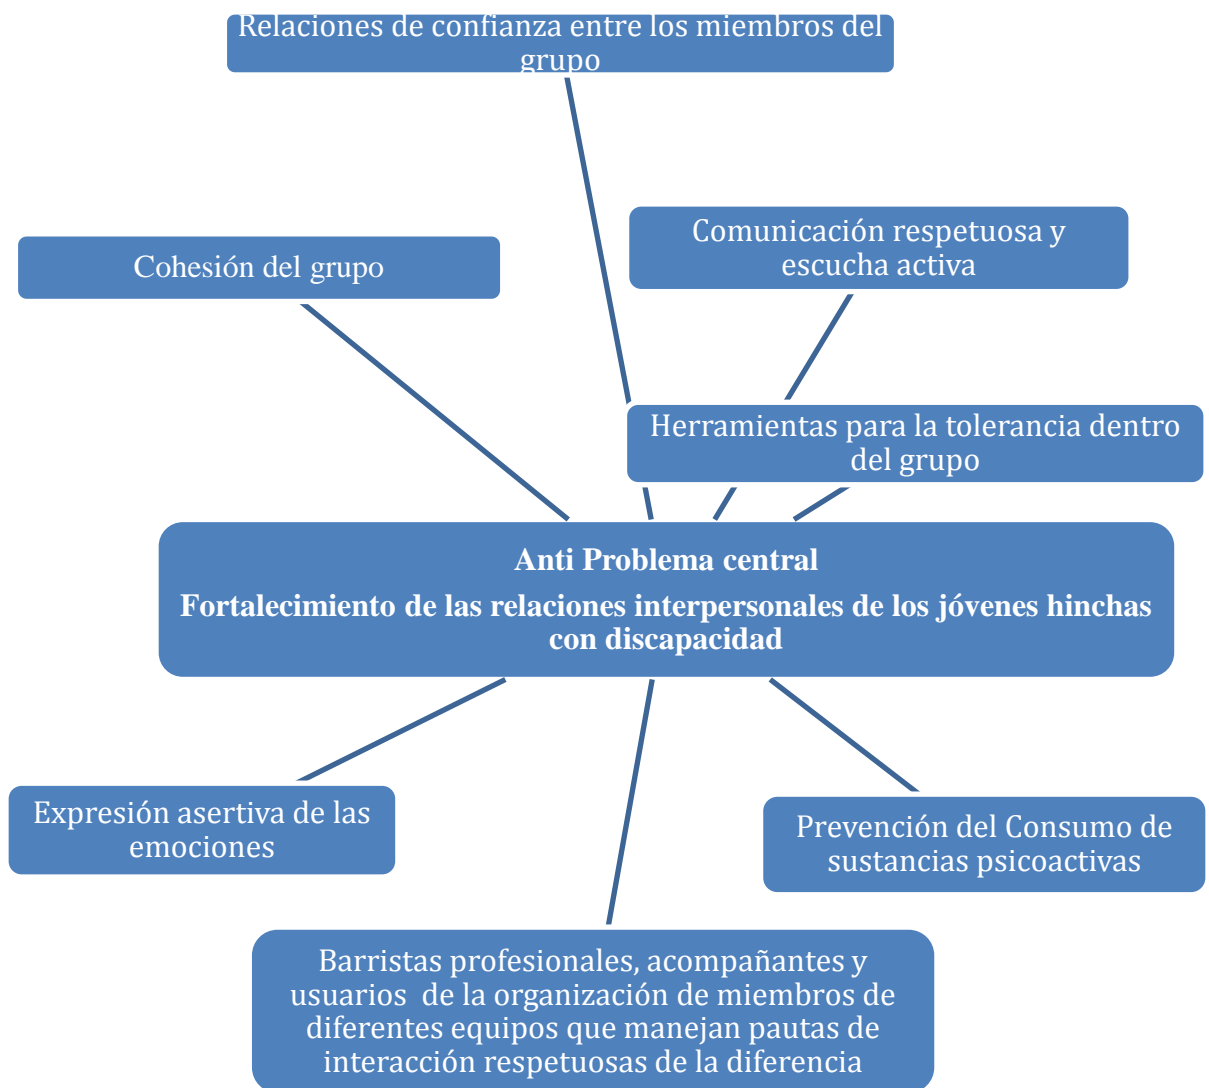 Relaciones de confianza entre los miembros del
grupo
Comunicación respetuosa y
escucha activa
Cohesión del grupo
Herramientas para la tolerancia dentro
del grupo
Anti Problema central
Fortalecimiento de las relaciones interpersonales de los jóvenes hinchas
con discapacidad
Expresión asertiva de las
emociones
Prevención del Consumo de
sustancias psicoactivas
Barristas profesionales, acompañantes y
usuarios  de la organización de miembros de
diferentes equipos que manejan pautas de
interacción respetuosas de la diferencia